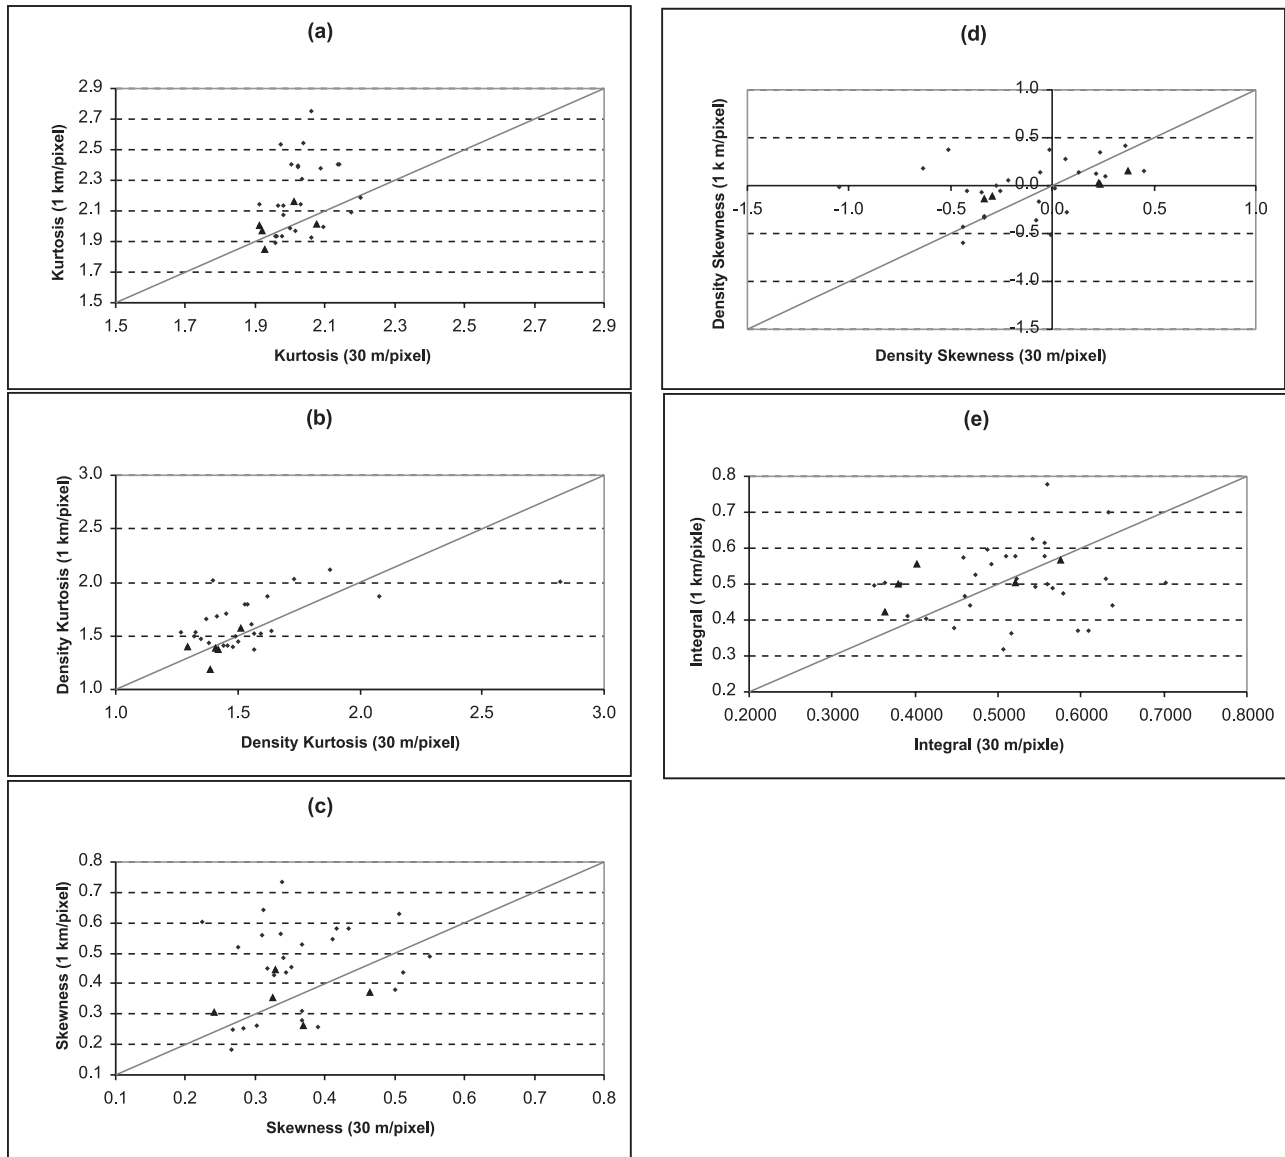 (a)
Kurtosis (1 km/pixel)
2.9
2.7
2.5
2.3
2.1
1.9
1.7
1.5
1.5 1.7 1.9 2.1 2.3 2.5 2.7 2.9
Kurtosis (30 m/pixel)
(b)
Density Kurtosis (1 km/pixel)
3.0
2.5
2.0
1.5
1.0
1.0 1.5 2.0 2.5 3.0
Density Kurtosis (30 m/pixel)
(c)
Skewness (1 km/pixel)
0.8
0.7
0.6
0.5
0.4
0.3
0.2
0.1
0.1 0.2 0.3 0.4 0.5 0.6 0.7 0.8
Skewness (30 m/pixel)
(d)
Density Skewness (1 k m/pixel)
1.0
0.5
0.0
-0.5
-1.0
-1.5
-1.5 -1.0 -0.5 0.0 0.5 1.0
Density Skewness (30 m/pixel)
(e)
Integral (1 km/pixle)
0.8
0.7
0.6
0.5
0.4
0.3
0.2
0.2000 0.3000 0.4000 0.5000 0.6000 0.7000 0.8000
Integral (30 m/pixle)